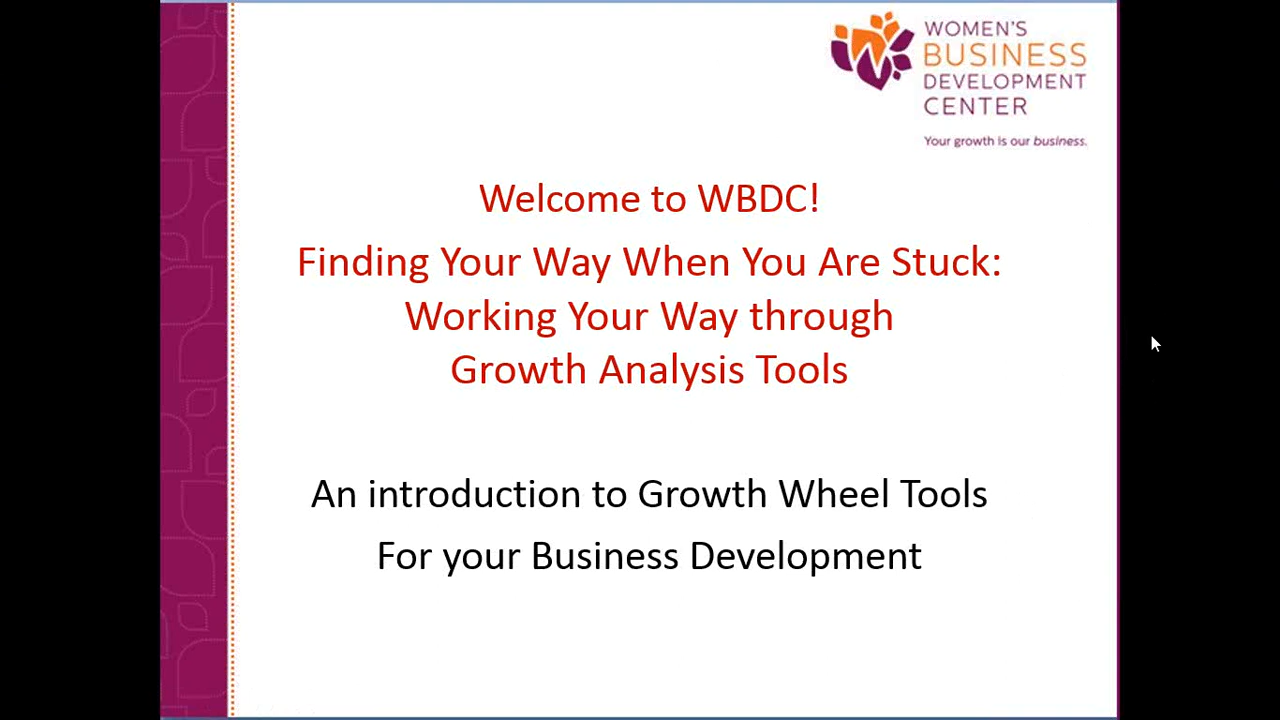 WOMEN'S
BUSINESS
DEVELOPMENT
CENTER
Your growth is our business.
Welcome to WBDC!
Finding Your Way When You Are Stuck:
Working Your Way through
Growth Analysis Tools
An introduction to Growth Wheel Tools
For your Business Development